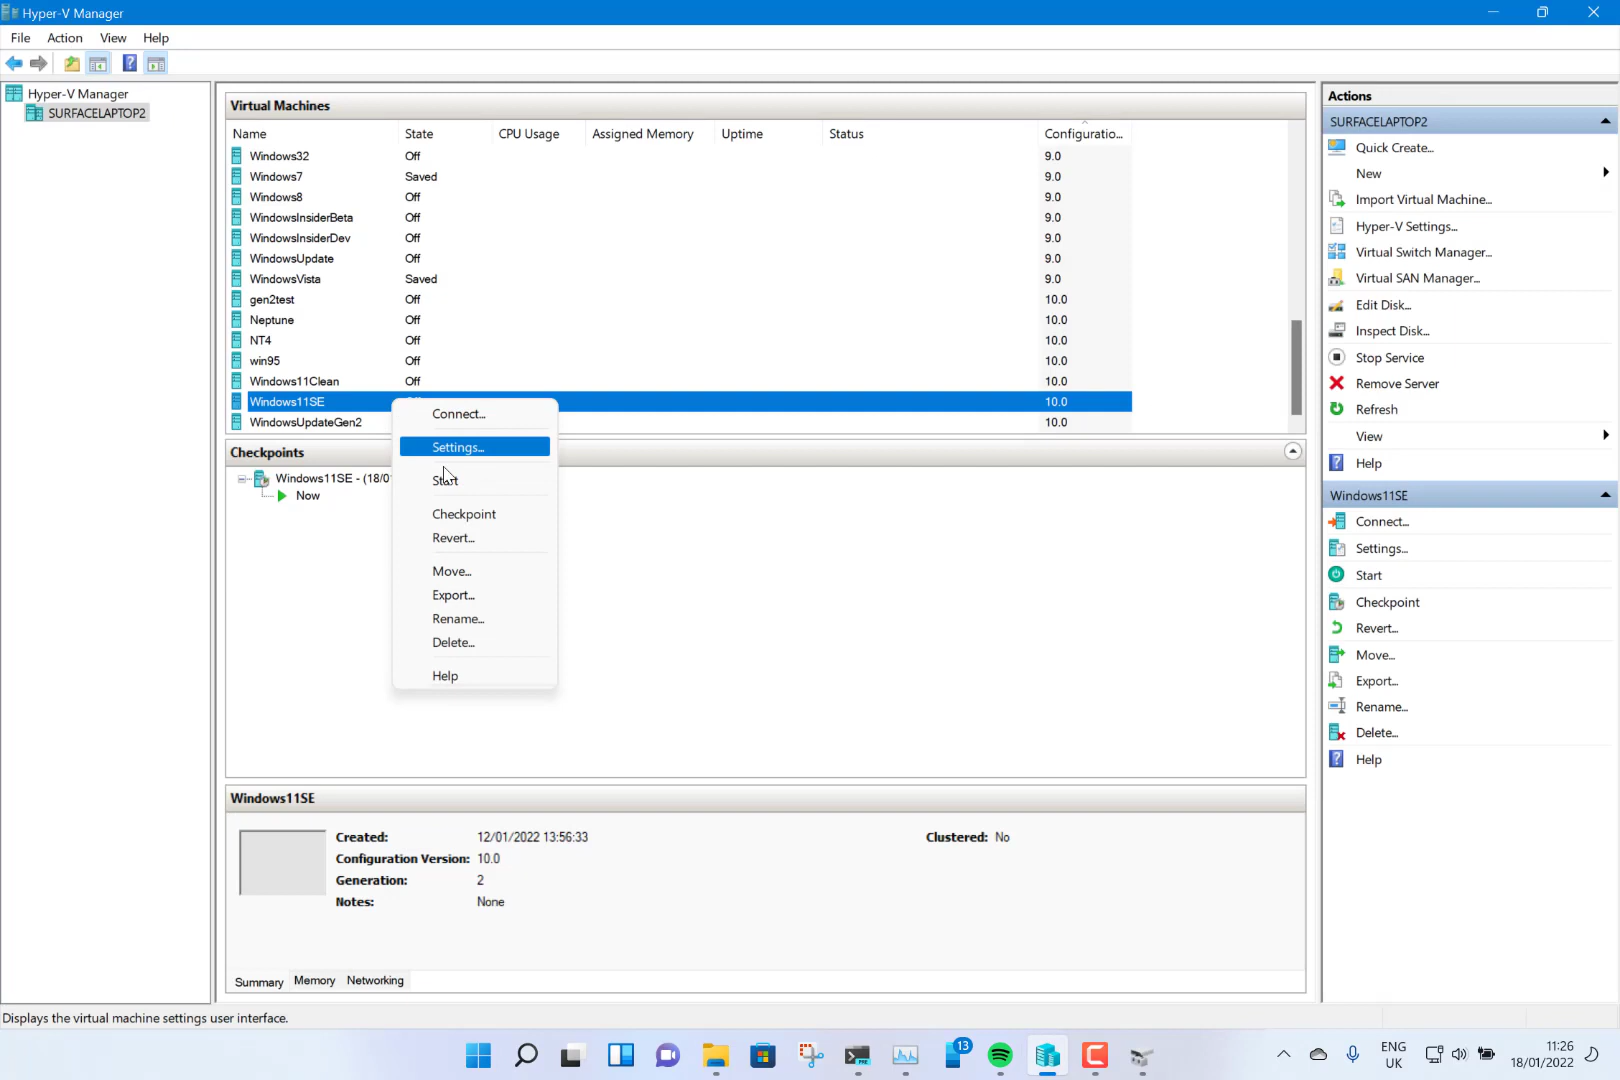 Hyper-V Manager
File Action View Help
Hyper-V Manager
SURFACELAPTOP2
Virtual Machines
Name State CPU Usage Assigned Memory Uptime Status Configuratio...
Windows32 Off 9.0
Windows7 Saved 9.0
Windows8 Off 9.0
WindowsInsiderBeta Off 9.0
WindowsInsiderDev Off 9.0
WindowsUpdate Off 9.0
WindowsVista Saved 9.0
gen2test Off 10.0
Neptune Off 10.0
NT4 Off 10.0
win95 Off 10.0
Windows11Clean Off 10.0
Windows11SE 10.0
WindowsUpdateGen2 10.0
Connect...
Settings...
Start
Checkpoint
Revert...
Move...
Export...
Rename...
Delete...
Help
Checkpoints
Windows11SE - (18/0
Now
Windows11SE
Created: 12/01/2022 13:56:33 Clustered: No
Configuration Version: 10.0
Generation: 2
Notes: None
Summary Memory Networking
Actions
SURFACELAPTOP2
Quick Create...
New
Import Virtual Machine...
Hyper-V Settings...
Virtual Switch Manager...
Virtual SAN Manager...
Edit Disk...
Inspect Disk...
Stop Service
Remove Server
Refresh
View
Help
Windows11SE
Connect...
Settings...
Start
Checkpoint
Revert...
Move...
Export...
Rename...
Delete...
Help
Displays the virtual machine settings user interface.
13
ENG
UK
11:26
18/01/2022